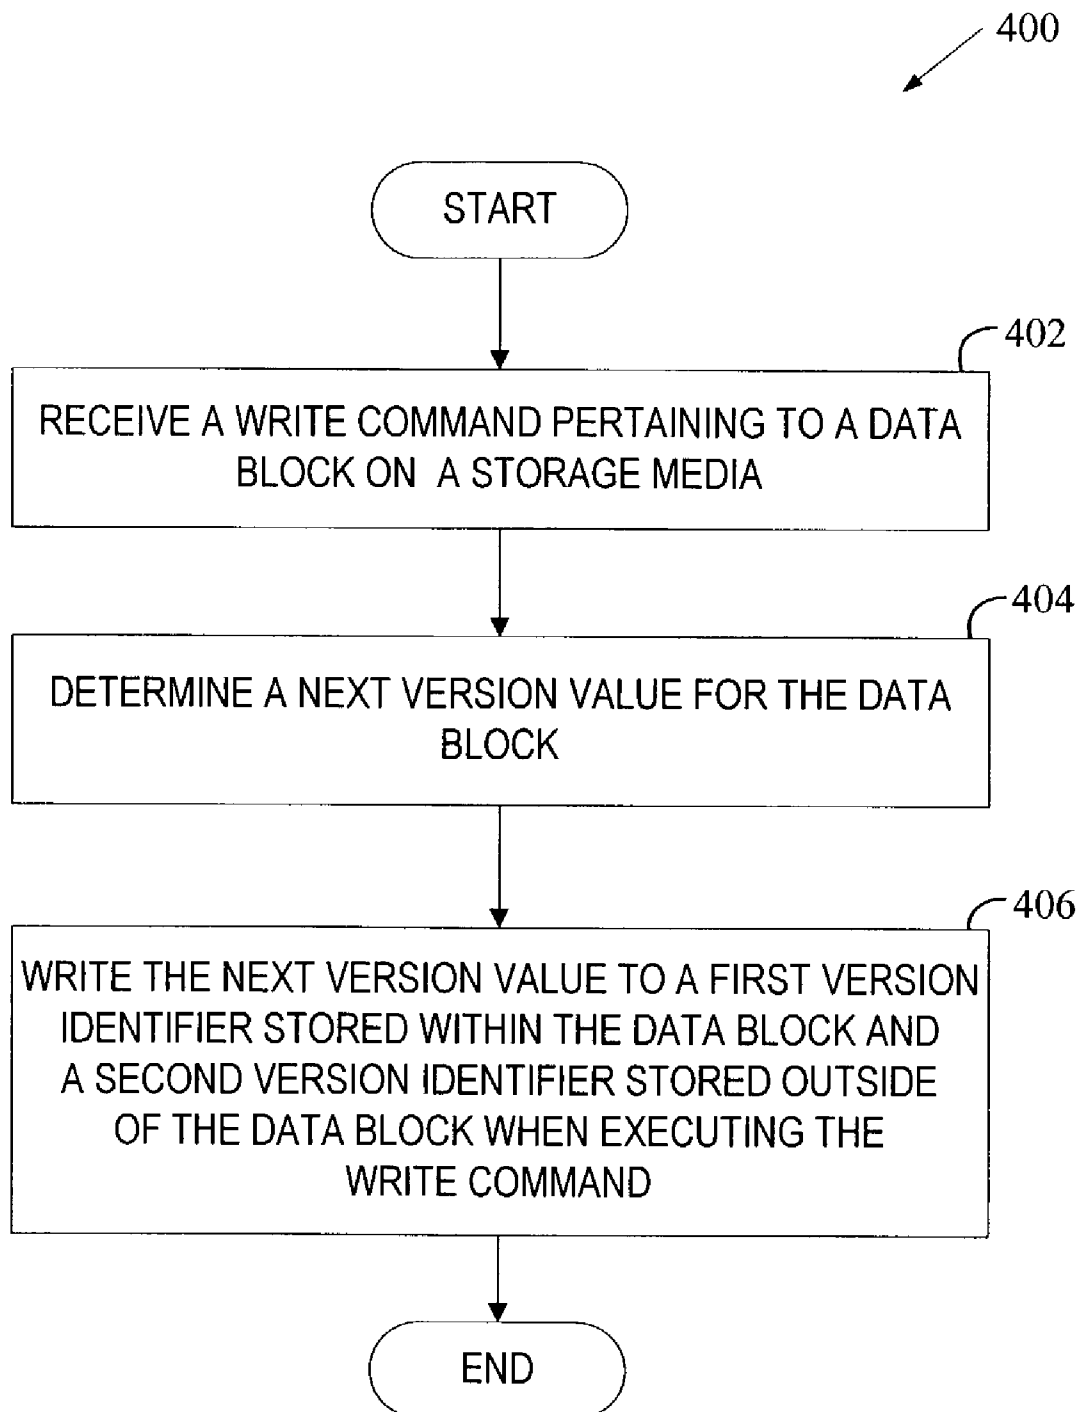 400
START
402
RECEIVE A WRITE COMMAND PERTAINING TO A DATA
BLOCK ON A STORAGE MEDIA
404
DETERMINE A NEXT VERSION VALUE FOR THE DATA
BLOCK
406
WRITE THE NEXT VERSION VALUE TO A FIRST VERSION
IDENTIFIER STORED WITHIN THE DATA BLOCK AND
A SECOND VERSION IDENTIFIER STORED OUTSIDE
OF THE DATA BLOCK WHEN EXECUTING THE
WRITE COMMAND
END